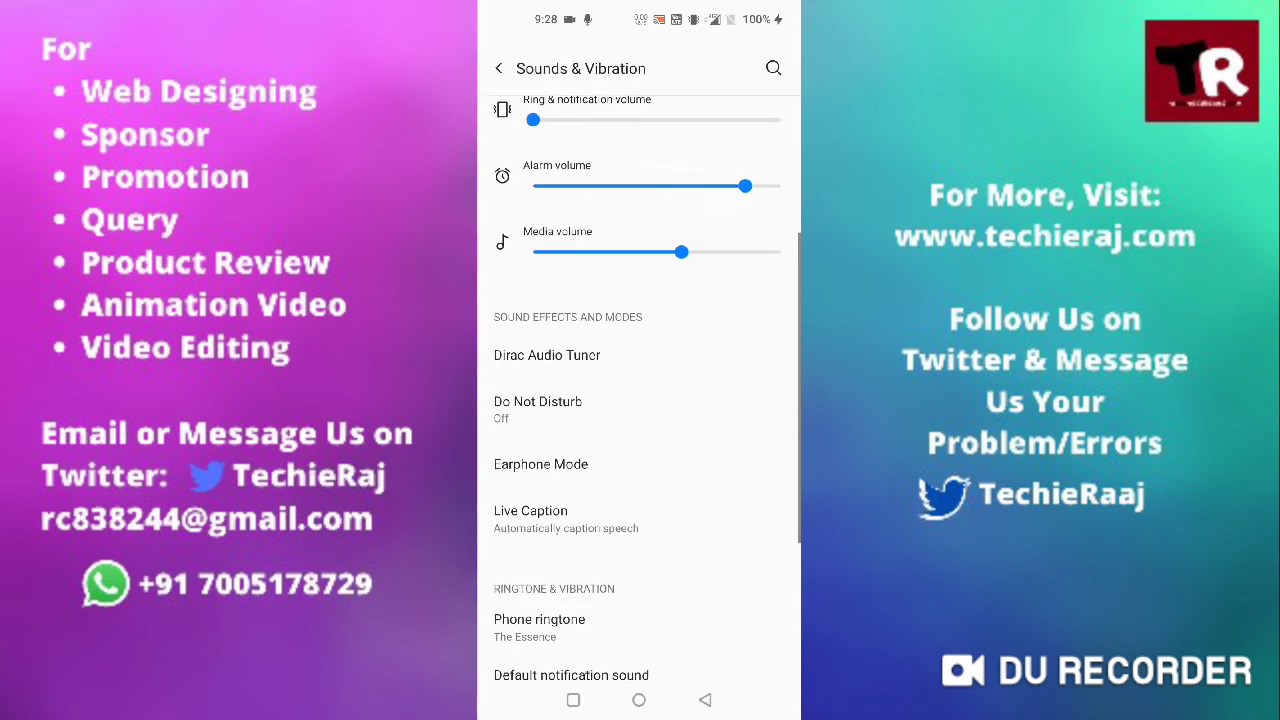 For
• Web Designing
• Sponsor
• Promotion
• Query
• Product Review
• Animation Video
• Video Editing
Email or Message Us on
Twitter: TechieRaj
rc838244@gmail.com
+91 7005178729
9:28
100%
Sounds & Vibration
Ring & notification volume
Alarm volume
Media volume
SOUND EFFECTS AND MODES
Dirac Audio Tuner
Do Not Disturb
Off
Earphone Mode
Live Caption
Automatically caption speech
RINGTONE & VIBRATION
Phone ringtone
The Essence
Default notification sound
TR
For More, Visit:
www.techieraj.com
Follow Us on
Twitter & Message
Us Your
Problem/Errors
TechieRaaj
DU RECORDER